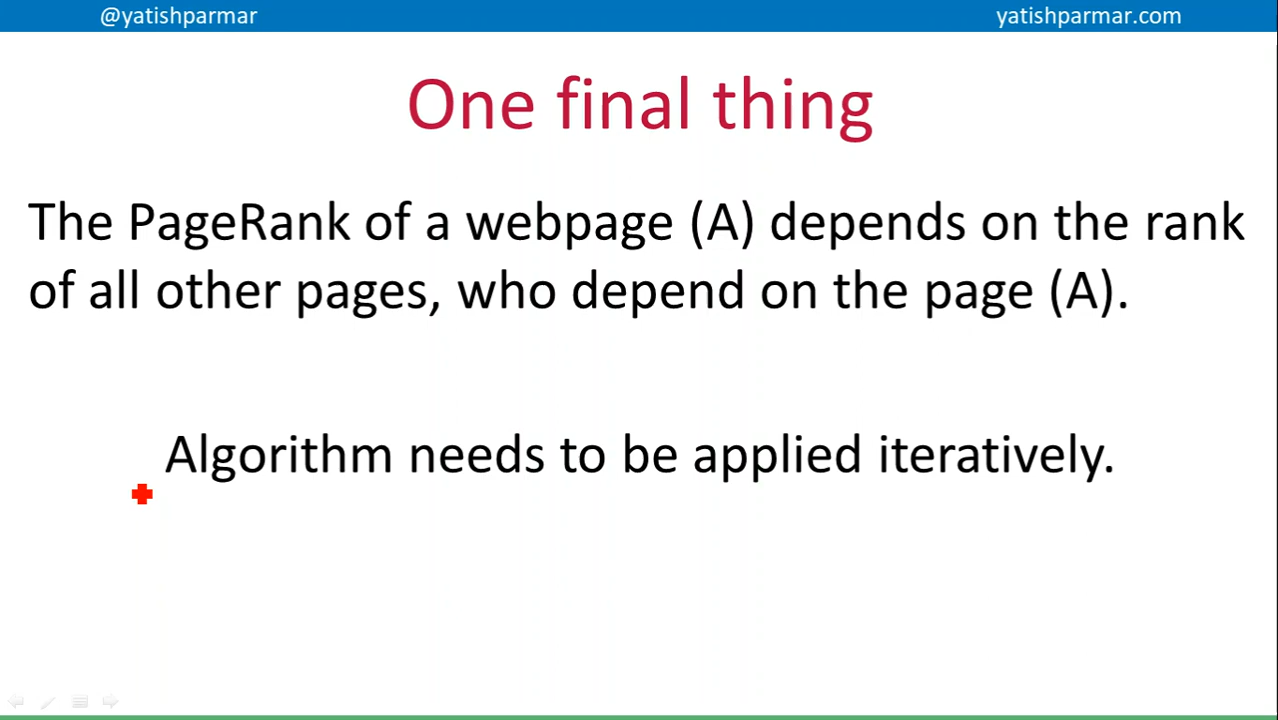 @yatishparmar
yatishparmar.com
One final thing
The PageRank of a webpage (A) depends on the rank
of all other pages, who depend on the page (A).
Algorithm needs to be applied iteratively.